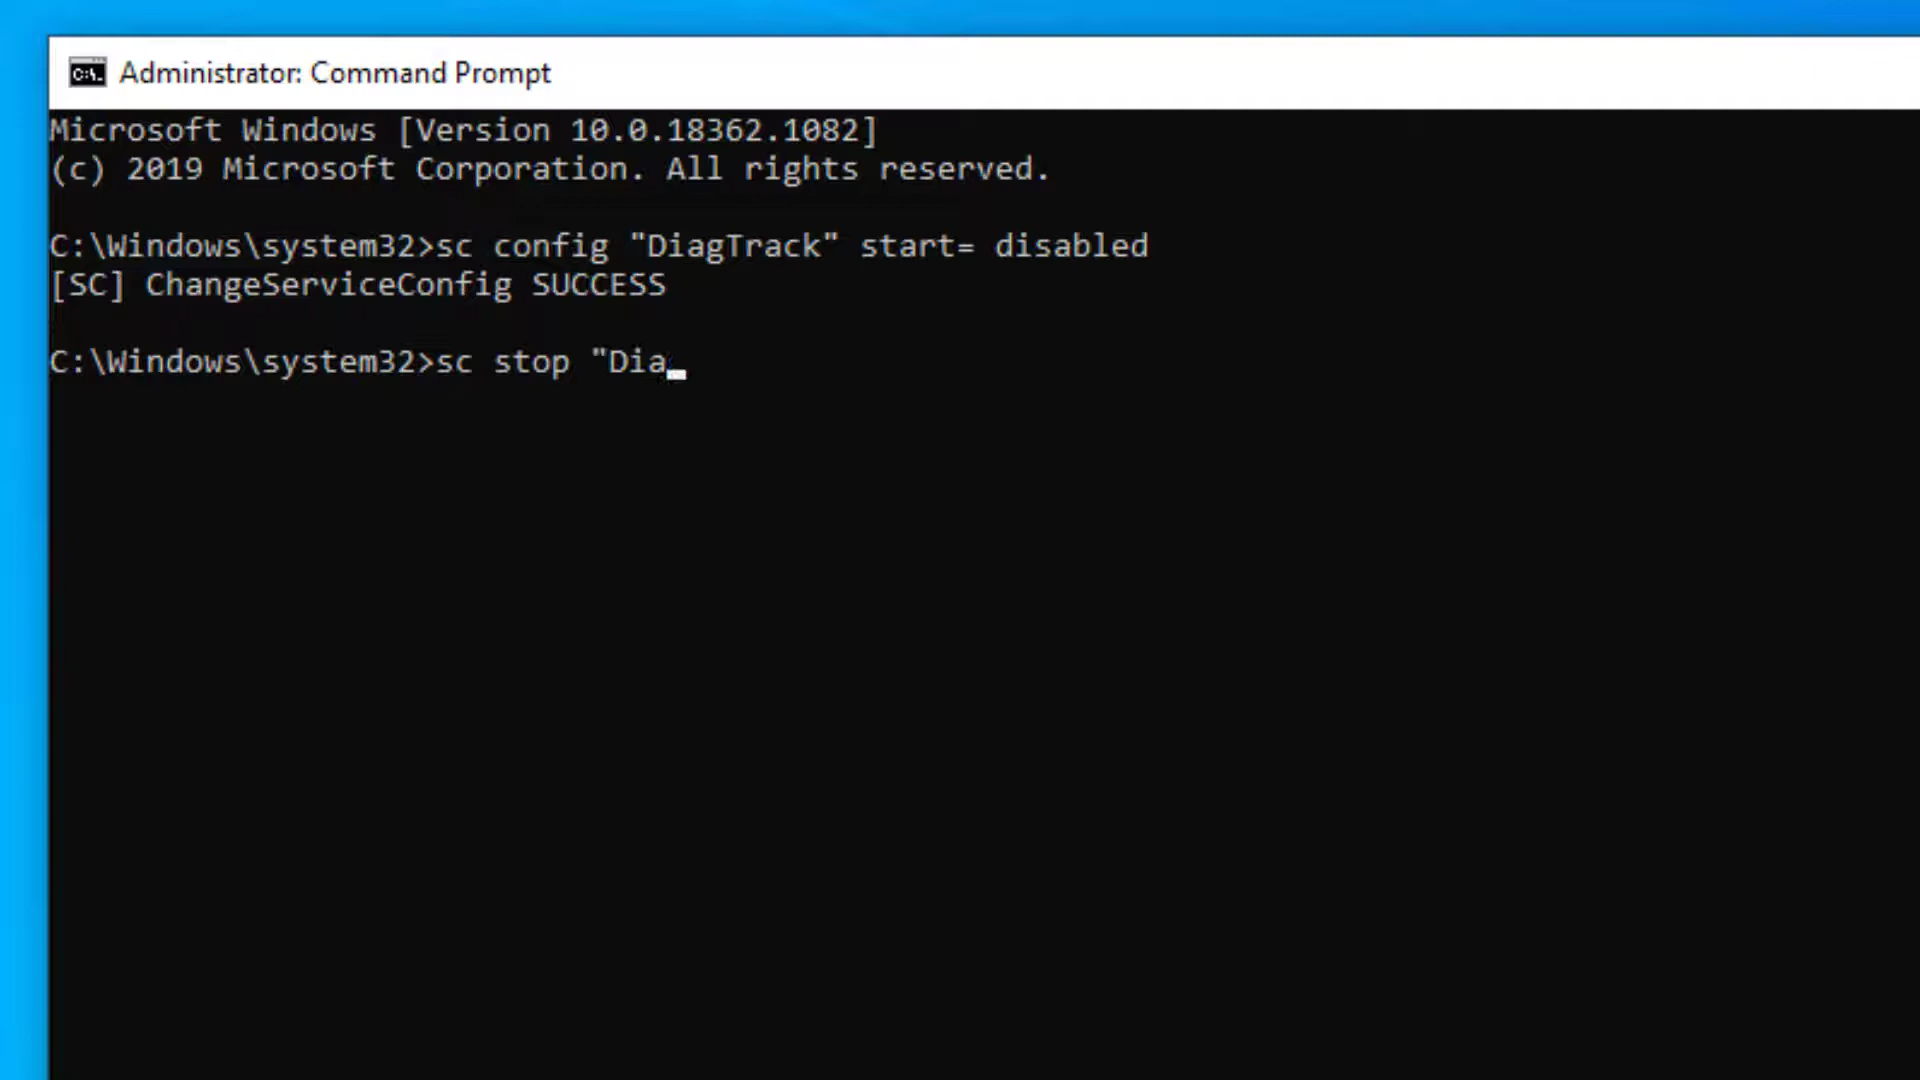 Administrator: Command Prompt
Microsoft Windows [Version 10.0.18362.1082]
(c) 2019 Microsoft Corporation. All rights reserved.
C:\Windows\system32>sc config "DiagTrack" start= disabled
[SC] ChangeServiceConfig SUCCESS
C:\Windows\system32>sc stop "Dia